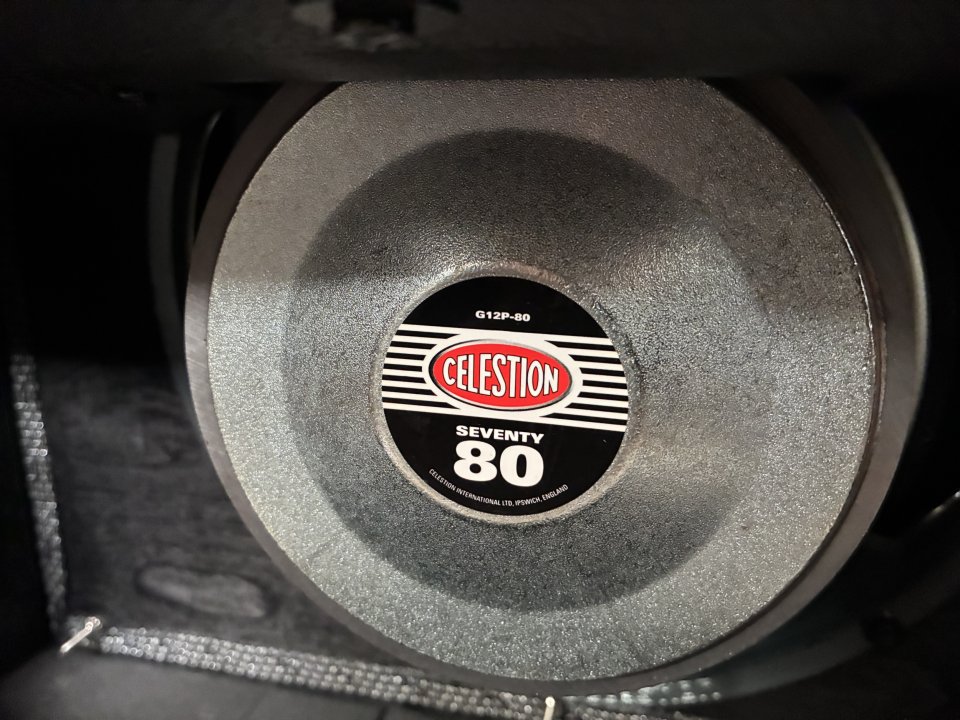 G12P-80
CELESTION
SEVENTY
80
CELESTION INTERNATIONAL LTD, IPSWICH, ENGLAND